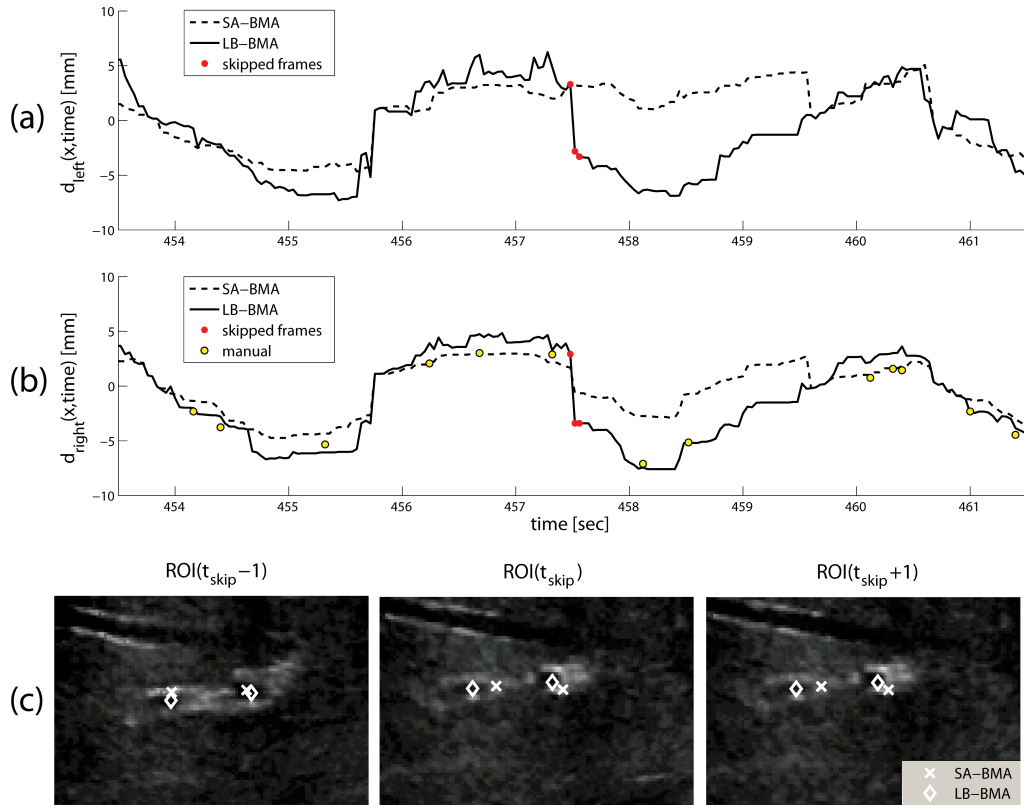 (a)
d_left(x,time) [mm]
10
5
0
−5
−10
SA−BMA
LB−BMA
skipped frames
454
455
456
457
458
459
460
461
(b)
d_right(x,time) [mm]
10
5
0
−5
−10
SA−BMA
LB−BMA
skipped frames
manual
454
455
456
457
458
459
460
461
time [sec]
ROI(t_skip−1)
ROI(t_skip)
ROI(t_skip+1)
(c)
SA−BMA
LB−BMA